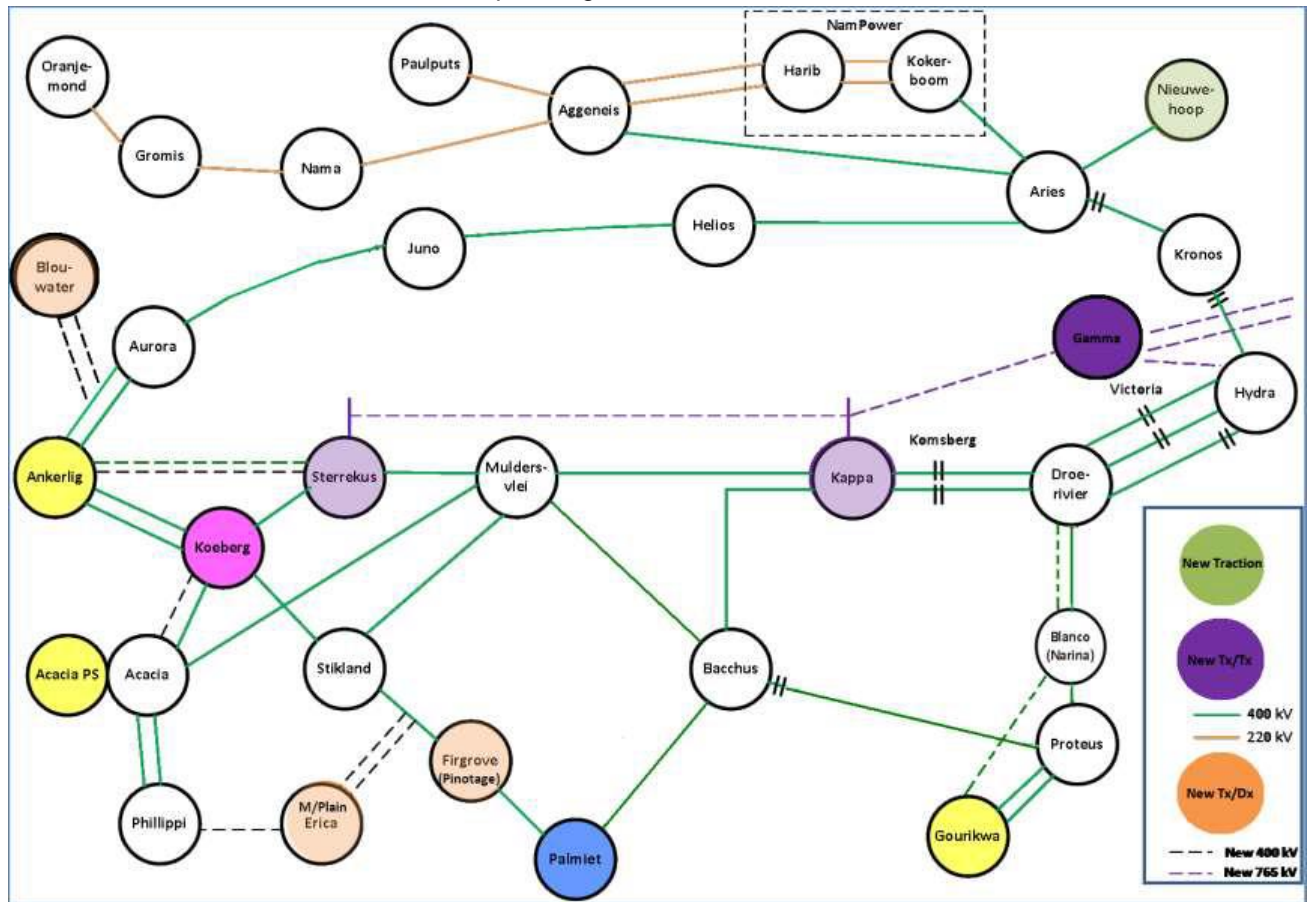 NamPower
Oranje-
mond
Paulputs
Harib
Koker-
boom
Aggeneis
Nieuwe-
hoop
Gromis
Nama
Aries
Juno
Helios
Kronos
Blou-
water
Aurora
Gamma
Victoria
Hydra
Komsberg
Ankerlig
Sterrekus
Mulders-
vlei
Kappa
Droe-
rivier
Koeberg
New Traction
Acacia PS
Acacia
Stikland
Bacchus
Blanco
(Narina)
New Tx/Tx
400 kV
220 kV
Firgrove
(Pinotage)
Proteus
Phillippi
M/Plain
Erica
New Tx/Dx
Palmiet
Gourikwa
New 400 kV
New 765 kV